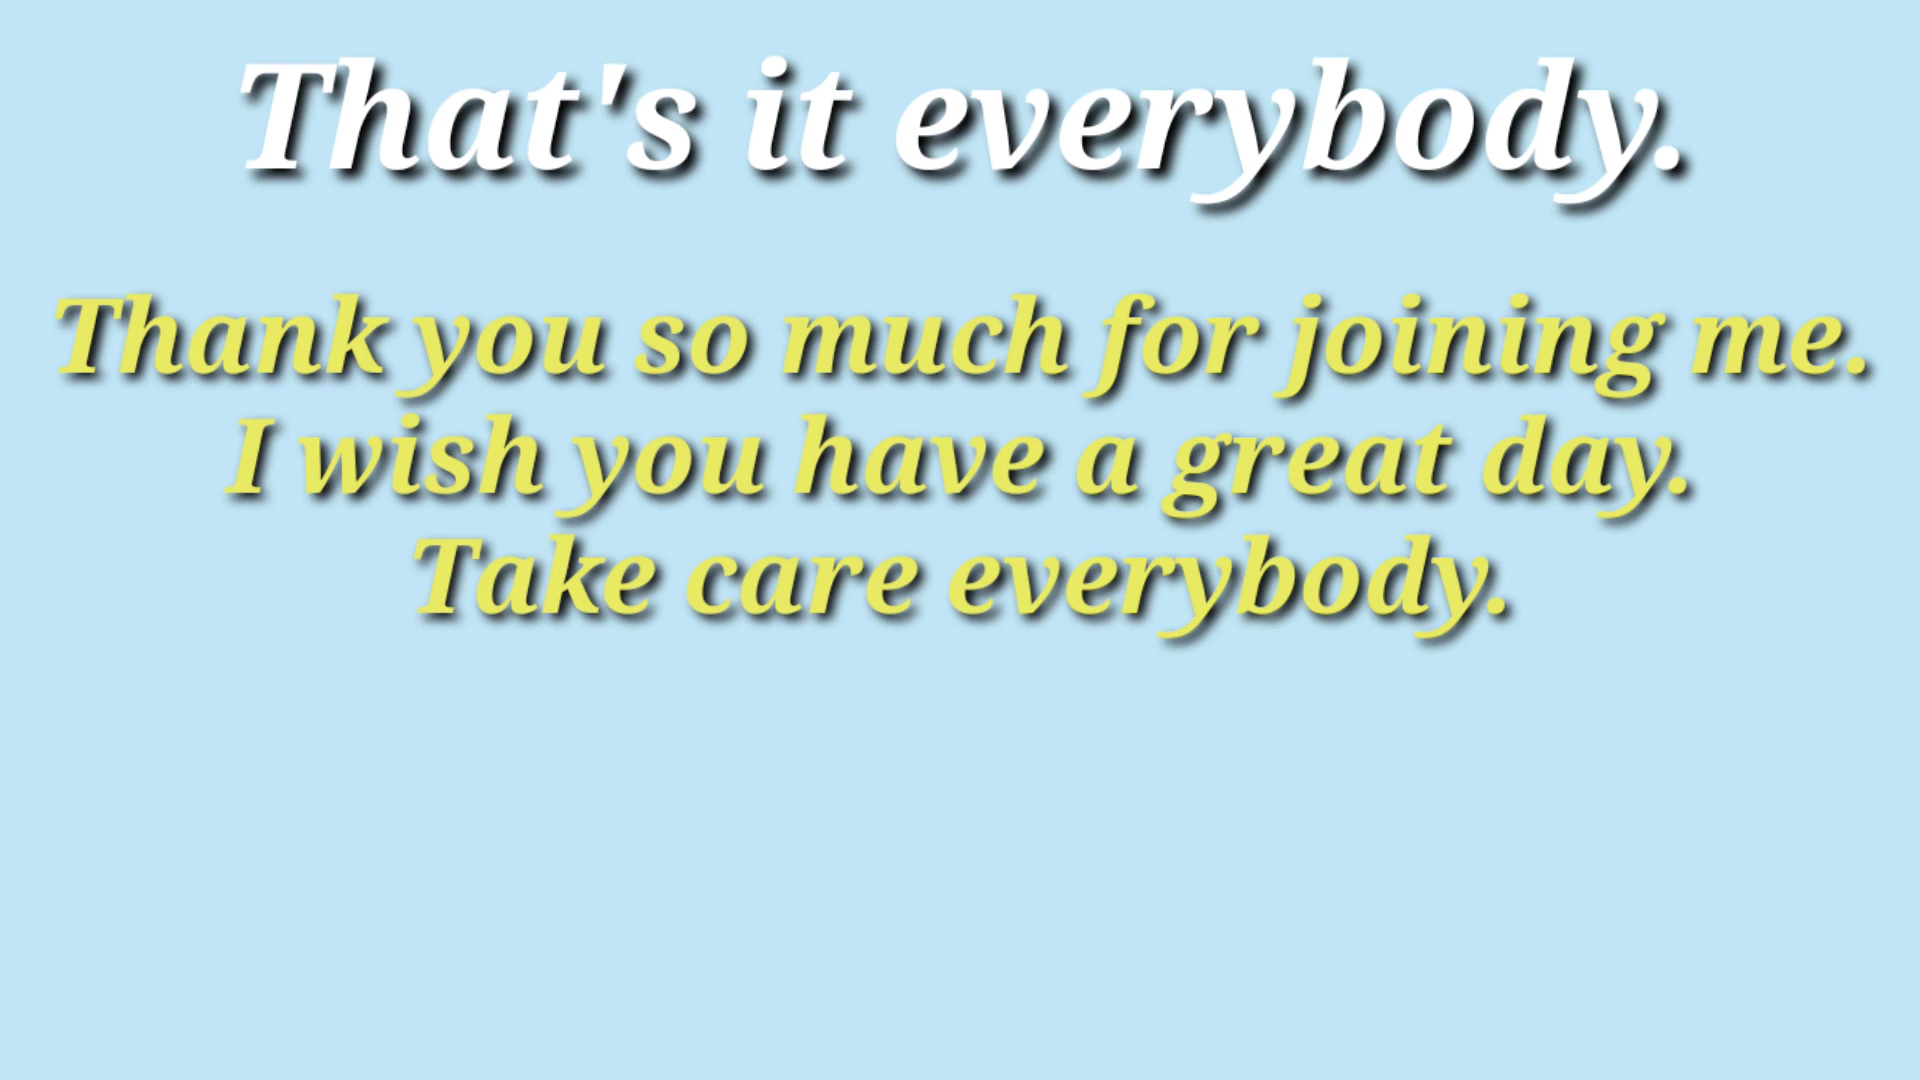 That's it everybody.
Thank you so much for joining me.
I wish you have a great day.
Take care everybody.